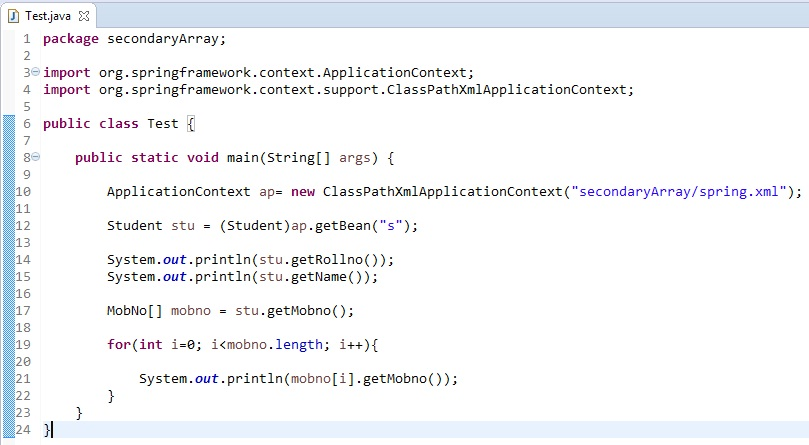 Test.java
1 package secondaryArray;
2
3 import org.springframework.context.ApplicationContext;
4 import org.springframework.context.support.ClassPathXmlApplicationContext;
5
6 public class Test {
7
8     public static void main(String[] args) {
9
10         ApplicationContext ap= new ClassPathXmlApplicationContext("secondaryArray/spring.xml");
11
12         Student stu = (Student)ap.getBean("s");
13
14         System.out.println(stu.getRollno());
15         System.out.println(stu.getName());
16
17         MobNo[] mobno = stu.getMobno();
18
19         for(int i=0; i<mobno.length; i++){
20
21             System.out.println(mobno[i].getMobno());
22         }
23     }
24 }